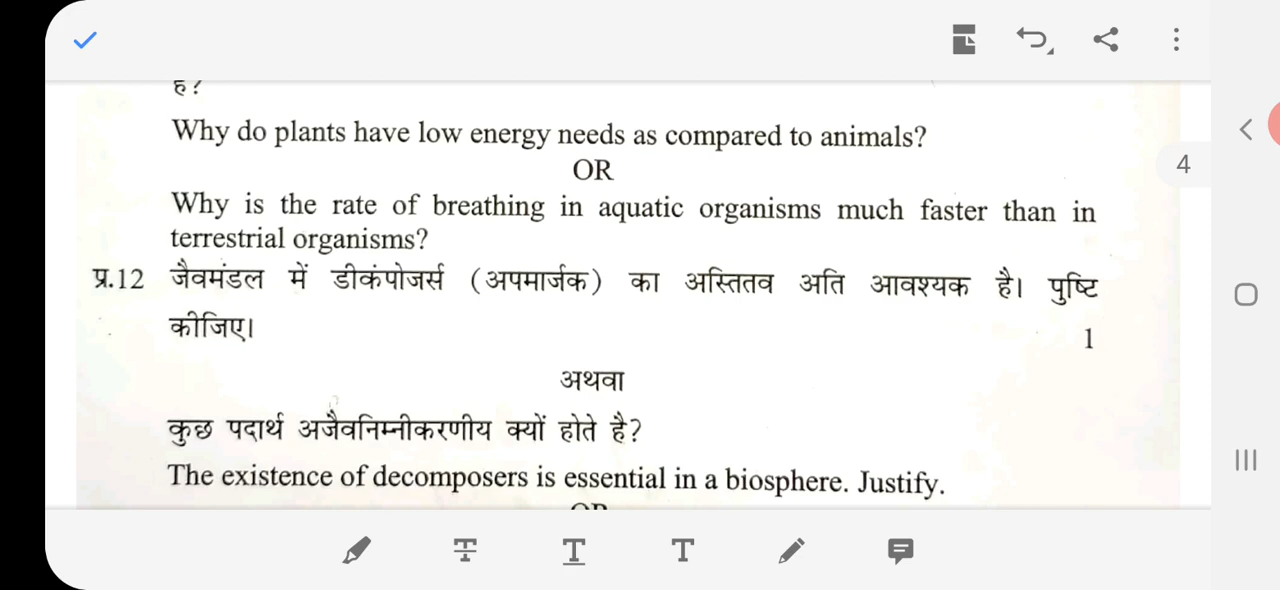 है?
Why do plants have low energy needs as compared to animals?
OR
Why is the rate of breathing in aquatic organisms much faster than in
terrestrial organisms?
4
प्र.12 जैवमंडल में डीकंपोजर्स (अपमार्जक) का अस्तितव अति आवश्यक है। पुष्टि
कीजिए।
1
अथवा
कुछ पदार्थ अजैवनिम्नीकरणीय क्यों होते है?
The existence of decomposers is essential in a biosphere. Justify.
OR
T T T